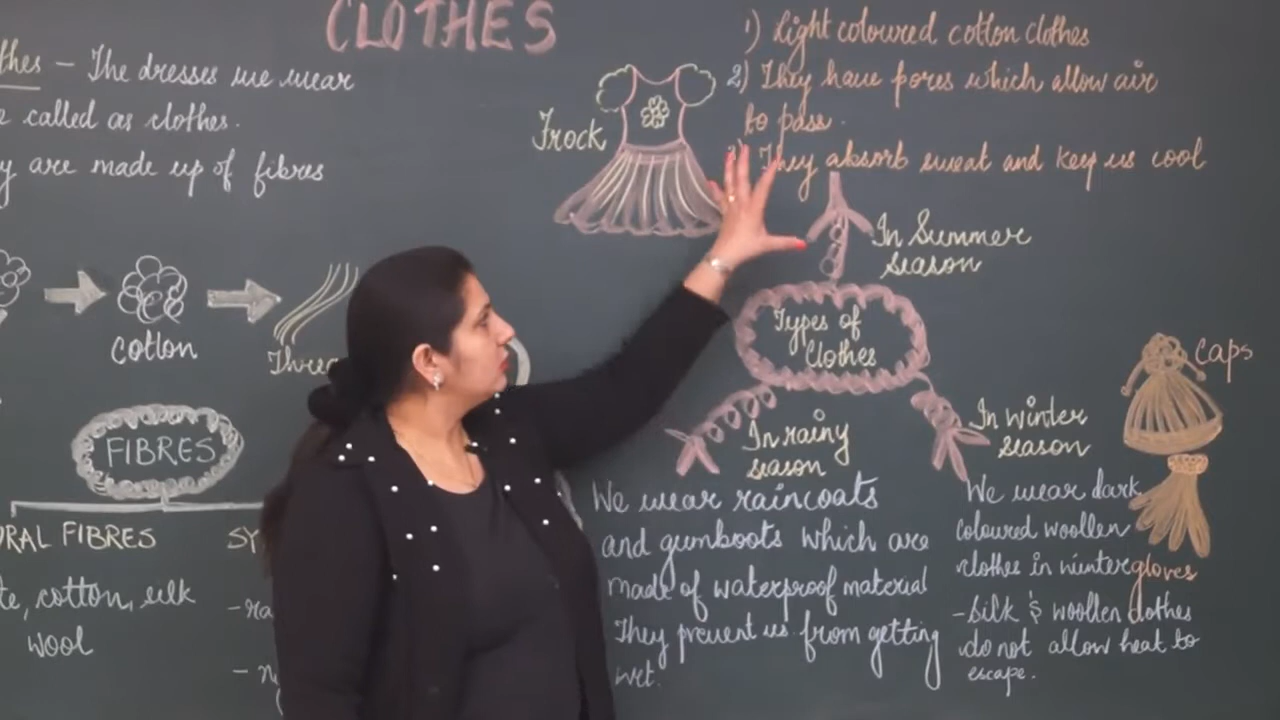 CLOTHES
thes – The dresses we wear
called as clothes.
are made up of fibres
Cotton
FIBRES
RAL FIBRES
cotton, silk
wool
Frock
1) Light coloured cotton clothes
2) They have pores which allow air
to pass.
They absorb sweat and keep us cool
In Summer
season
Types of
Clothes
In rainy
season
We wear raincoats
and gumboots which are
made of waterproof material
They prevent us from getting
wet.
In winter
season
We wear dark
coloured woollen
clothes in winter
- Silk & woollen clothes
do not allow heat to
escape.
Caps
gloves